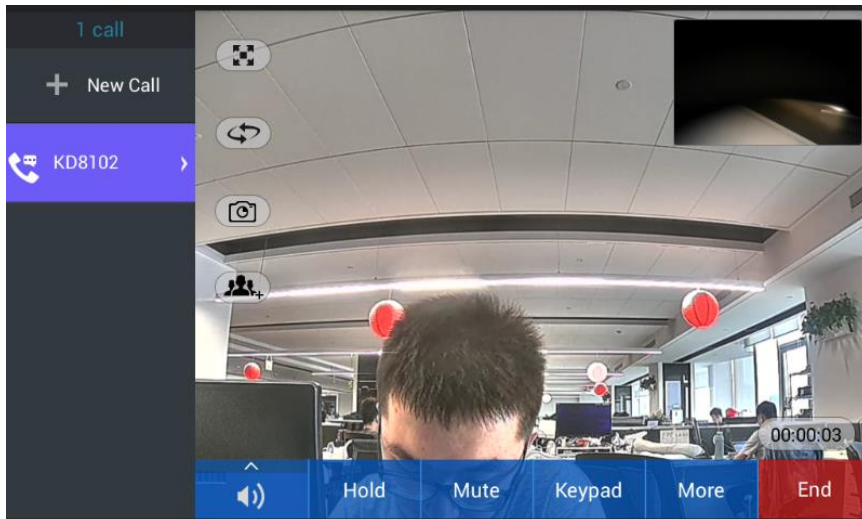 1 call
New Call
KD8102
00:00:03
Hold
Mute
Keypad
More
End